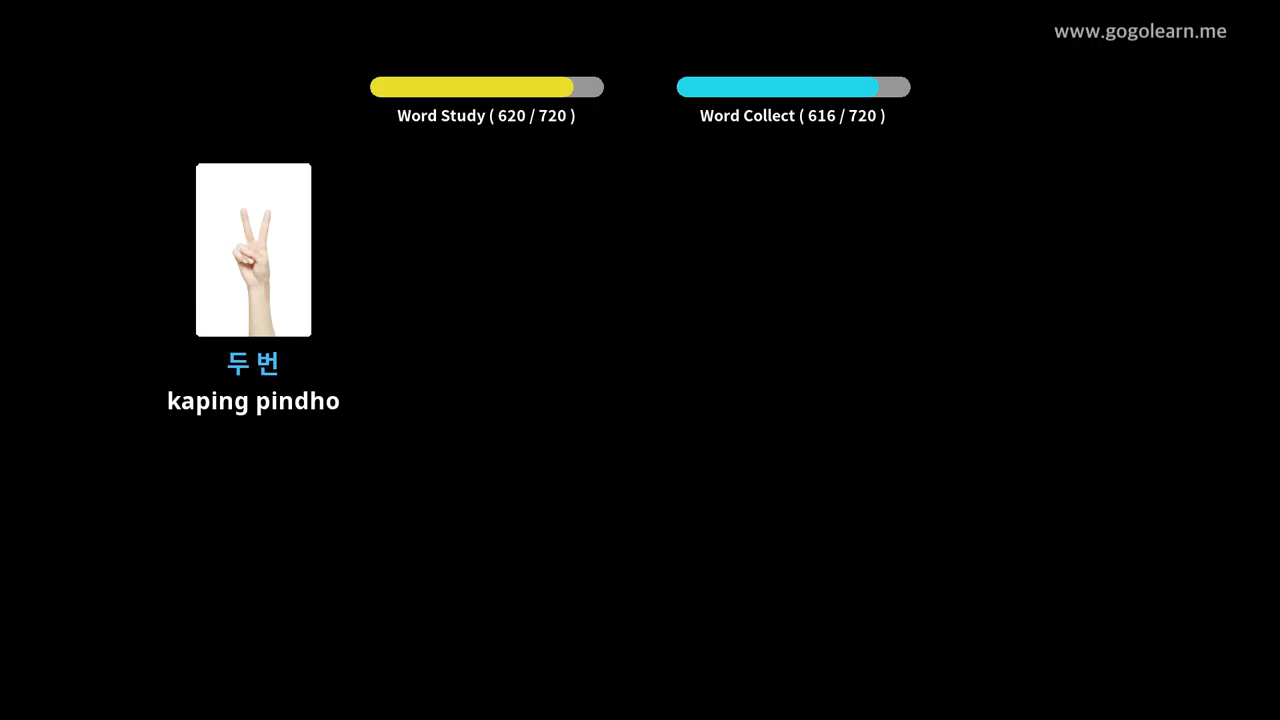 www.gogolearn.me
Word Study ( 620 / 720 )
Word Collect ( 616 / 720 )
두 번
kaping pindho